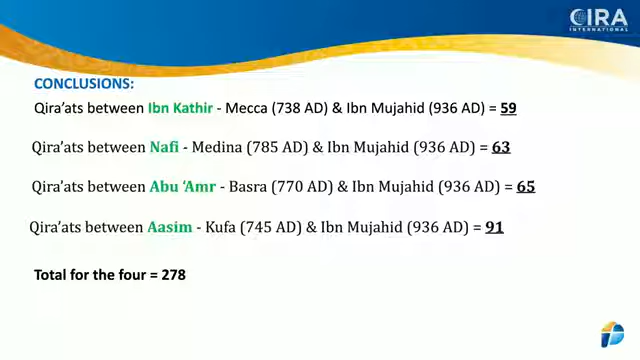 CIRA
INTERNATIONAL
CONCLUSIONS:
Qira’ats between Ibn Kathir - Mecca (738 AD) & Ibn Mujahid (936 AD) = 59
Qira’ats between Nafi - Medina (785 AD) & Ibn Mujahid (936 AD) = 63
Qira’ats between Abu ‘Amr - Basra (770 AD) & Ibn Mujahid (936 AD) = 65
Qira’ats between Aasim - Kufa (745 AD) & Ibn Mujahid (936 AD) = 91
Total for the four = 278